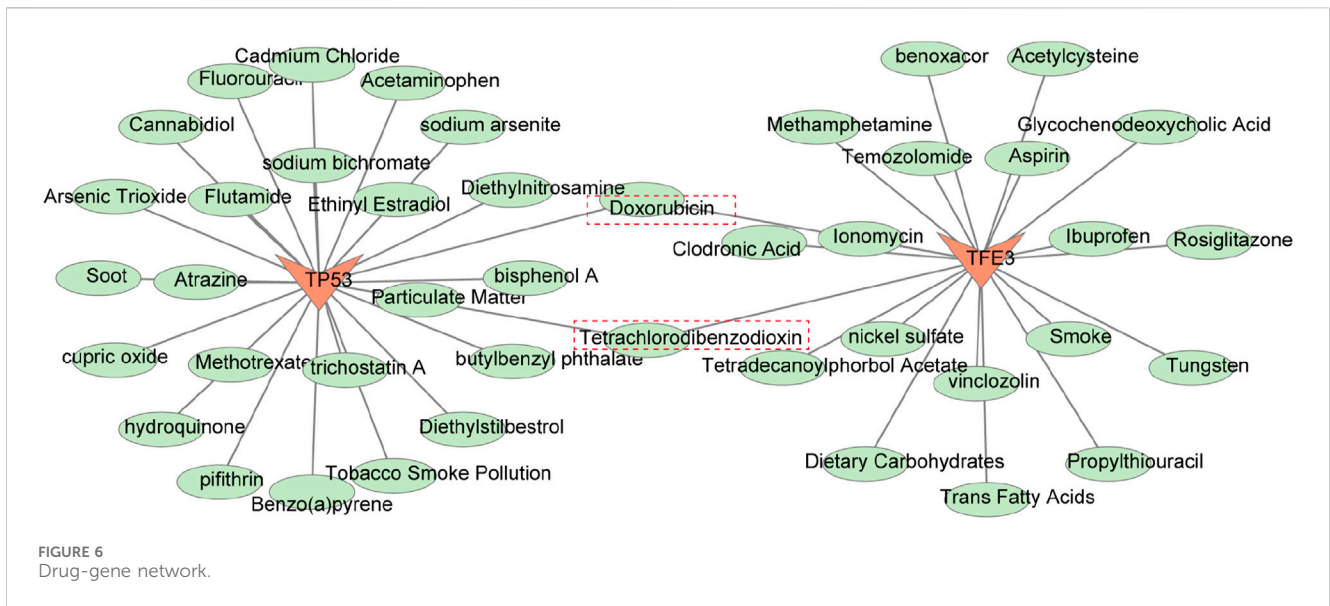 Cadmium Chloride
Fluorouracil
Acetaminophen
Cannabidiol
sodium arsenite
sodium bichromate
Arsenic Trioxide
Flutamide
Ethinyl Estradiol
Diethylnitrosamine
Doxorubicin
Soot
Atrazine
TP53
bisphenol A
Particulate Matter
cupric oxide
Methotrexate
trichostatin A
butylbenzyl phthalate
Tetrachlorodibenzodioxin
hydroquinone
Diethylstilbestrol
pifithrin
Benzo(a)pyrene
Tobacco Smoke Pollution
benoxacor
Acetylcysteine
Methamphetamine
Glycochenodeoxycholic Acid
Temozolomide
Aspirin
Clodronic Acid
Ionomycin
TFE3
Ibuprofen
Rosiglitazone
nickel sulfate
Smoke
Tetradecanoylphorbol Acetate
vinclozolin
Tungsten
Dietary Carbohydrates
Propylthiouracil
Trans Fatty Acids
FIGURE 6
Drug-gene network.